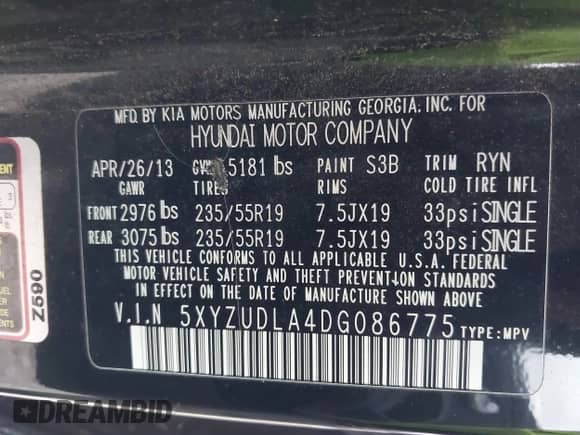 MFD. BY KIA MOTORS MANUFACTURING GEORGIA. INC. FOR
HYUNDAI MOTOR COMPANY
APR/26/13 5181 lbs PAINT S3B TRIM RYN
GAWR TIRES RIMS COLD TIRE INFL
FRONT 2976 lbs 235/55R19 7.5JX19 33psi SINGLE
REAR 3075 lbs 235/55R19 7.5JX19 33psi SINGLE
THIS VEHICLE CONFORMS TO ALL APPLICABLE U.S.A. FEDERAL
MOTOR VEHICLE SAFETY AND THEFT PREVENTION STANDARDS
IN EFFECT ON THE DATE OF MANUFACTURE SHOWN ABOVE.
V.I.N 5XYZUDLA4DG086775 TYPE: MPV
Z590
DREAMBID